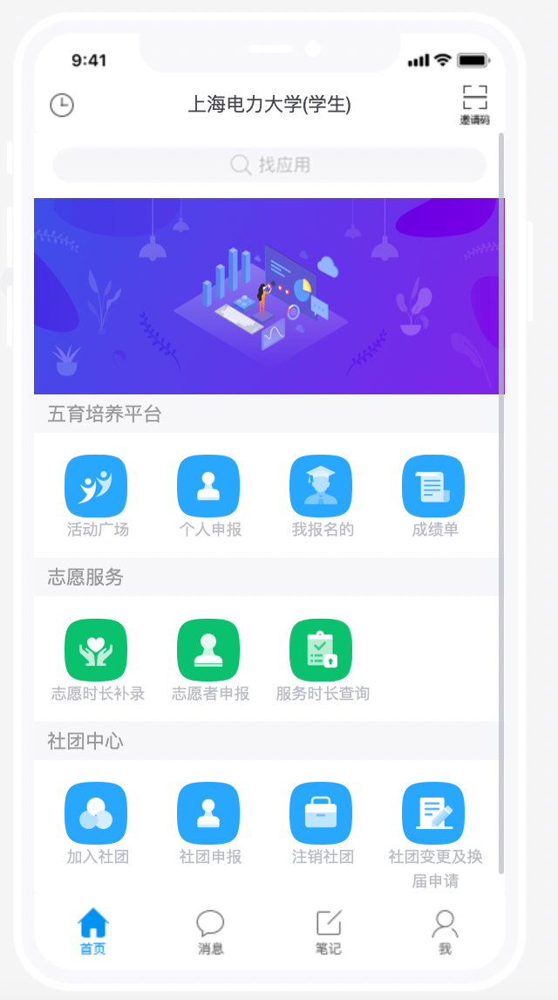 9:41
上海电力大学(学生)
邀请码
找应用
五育培养平台
活动广场 个人申报 我报名的 成绩单
志愿服务
志愿时长补录 志愿者申报 服务时长查询
社团中心
加入社团 社团申报 注销社团 社团变更及换
届申请
首页 消息 笔记 我